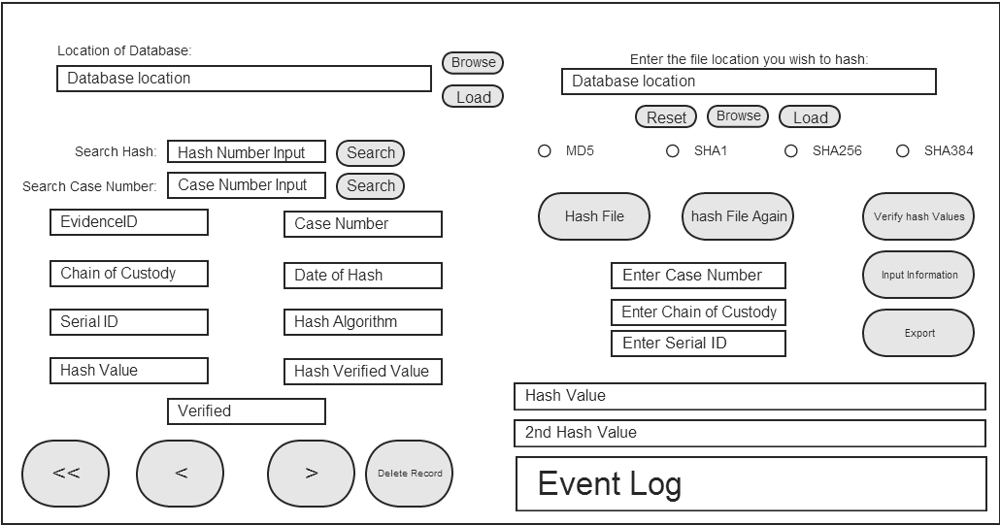 Location of Database:
Database location
Browse
Load
Search Hash:
Hash Number Input
Search
Search Case Number:
Case Number Input
Search
EvidenceID
Case Number
Chain of Custody
Date of Hash
Serial ID
Hash Algorithm
Hash Value
Hash Verified Value
Verified
<<
<
>
Delete Record
Enter the file location you wish to hash:
Database location
Reset
Browse
Load
MD5
SHA1
SHA256
SHA384
Hash File
hash File Again
Verify hash Values
Enter Case Number
Input Information
Enter Chain of Custody
Enter Serial ID
Export
Hash Value
2nd Hash Value
Event Log